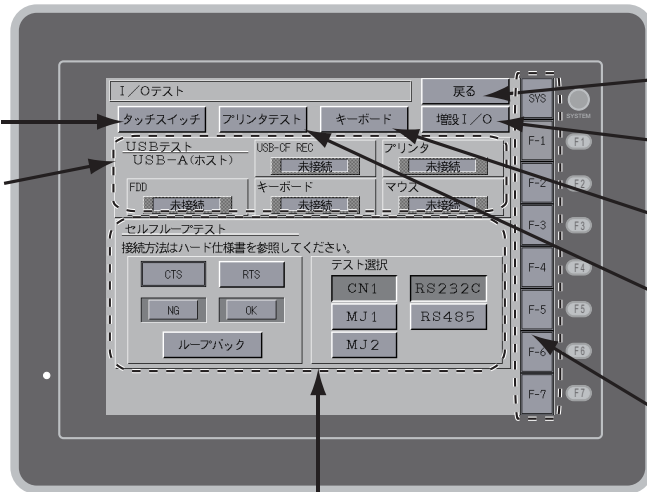 I/Oテスト
戻る
タッチスイッチ
プリンタテスト
キーボード
増設I/O
USBテスト
USB-A(ホスト)
USB-CF REC
未接続
プリンタ
未接続
FDD
未接続
キーボード
未接続
マウス
未接続
セルフループテスト
接続方法はハード仕様書を参照してください。
CTS
RTS
NG
OK
ループバック
テスト選択
CN1
RS232C
MJ1
RS485
MJ2
SYS
F-1
F-2
F-3
F-4
F-5
F-6
F-7
SYSTEM
F1
F2
F3
F4
F5
F6
F7